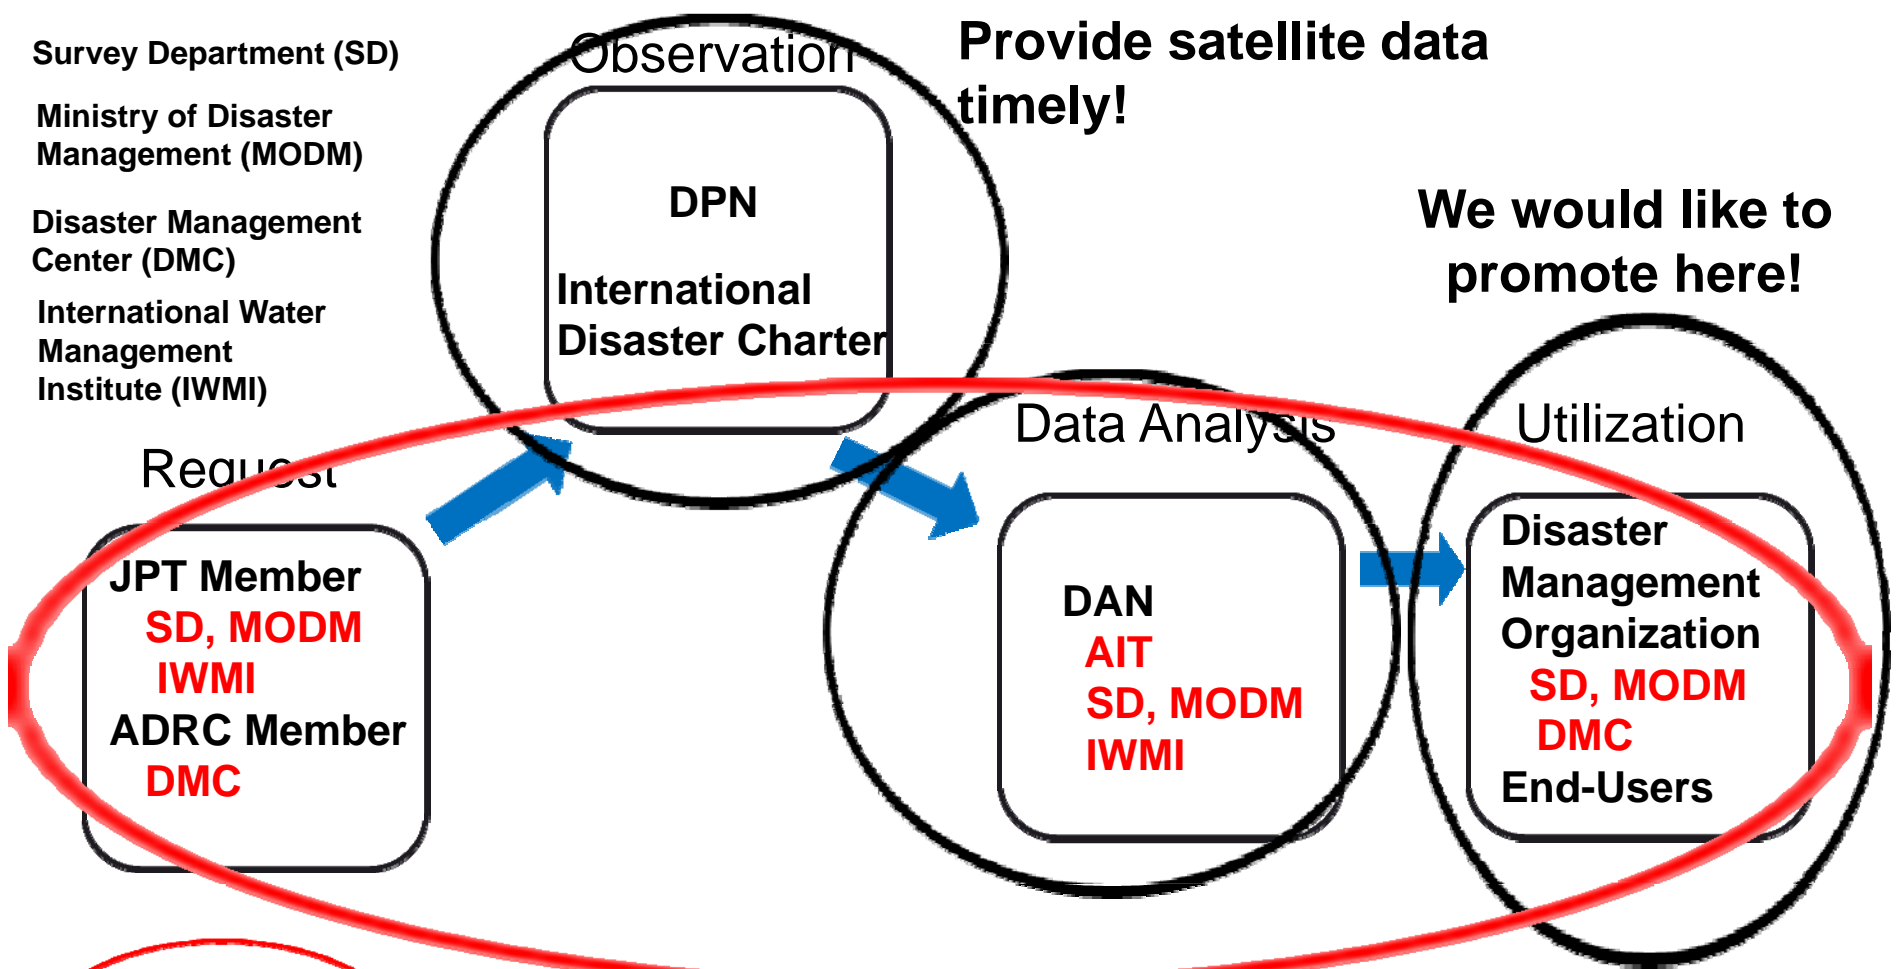 Survey Department (SD)
Ministry of Disaster
Management (MODM)
Disaster Management
Center (DMC)
International Water
Management
Institute (IWMI)
Observation
DPN
International
Disaster Charter
Provide satellite data
timely!
We would like to
promote here!
Request
JPT Member
SD, MODM
IWMI
ADRC Member
DMC
Data Analysis
DAN
AIT
SD, MODM
IWMI
Utilization
Disaster
Management
Organization
SD, MODM
DMC
End-Users